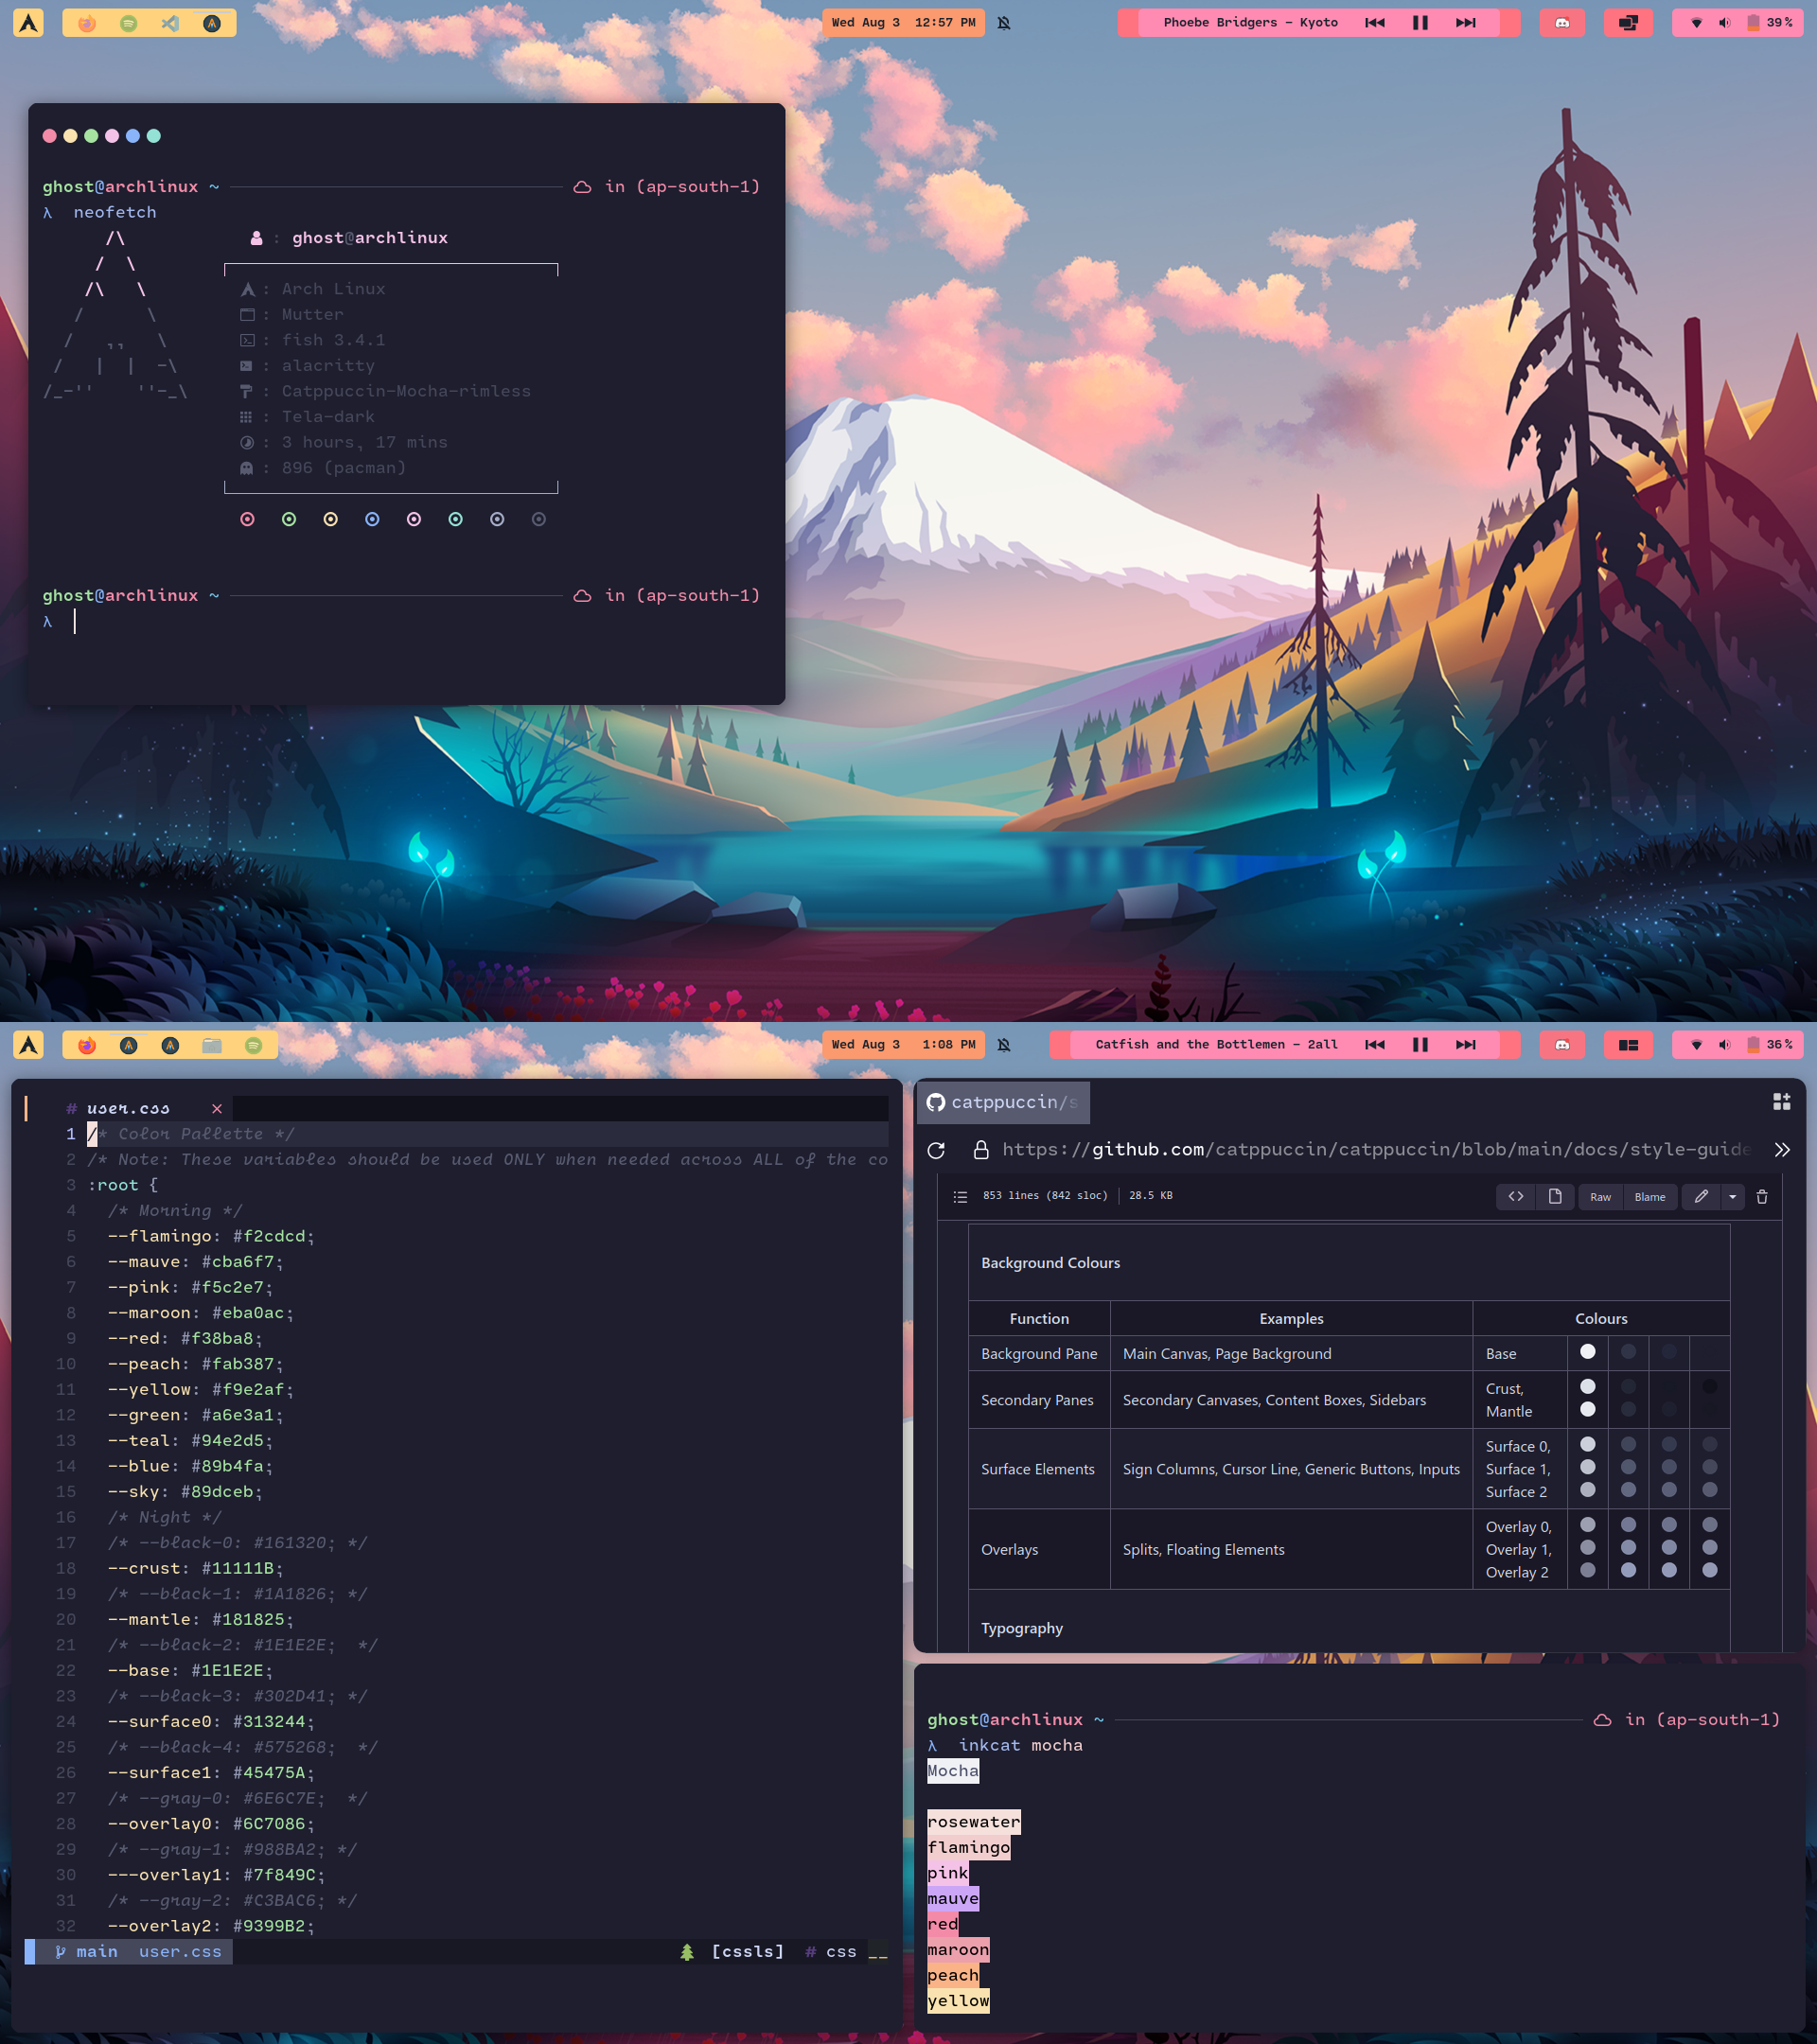 Wed Aug 3 12:57 PM
Phoebe Bridgers – Kyoto
39%
ghost@archlinux ~ in (ap-south-1)
λ neofetch
/\
/  \
/\   \
/      \
/   ,,   \
/   |  |  -\
/_-''    ''-_\
: ghost@archlinux
: Arch Linux
: Mutter
: fish 3.4.1
: alacritty
: Catppuccin-Mocha-rimless
: Tela-dark
: 3 hours, 17 mins
: 896 (pacman)
ghost@archlinux ~ in (ap-south-1)
λ
Wed Aug 3 1:08 PM
Catfish and the Bottlemen – 2all
36%
# user.css ×
1 /* Color Pallette */
2 /* Note: These variables should be used ONLY when needed across ALL of the co
3 :root {
4 /* Morning */
5 --flamingo: #f2cdcd;
6 --mauve: #cba6f7;
7 --pink: #f5c2e7;
8 --maroon: #eba0ac;
9 --red: #f38ba8;
10 --peach: #fab387;
11 --yellow: #f9e2af;
12 --green: #a6e3a1;
13 --teal: #94e2d5;
14 --blue: #89b4fa;
15 --sky: #89dceb;
16 /* Night */
17 /* --black-0: #161320; */
18 --crust: #11111B;
19 /* --black-1: #1A1826; */
20 --mantle: #181825;
21 /* --black-2: #1E1E2E;  */
22 --base: #1E1E2E;
23 /* --black-3: #302D41; */
24 --surface0: #313244;
25 /* --black-4: #575268;  */
26 --surface1: #45475A;
27 /* --gray-0: #6E6C7E;  */
28 --overlay0: #6C7086;
29 /* --gray-1: #988BA2; */
30 ---overlay1: #7f849C;
31 /* --gray-2: #C3BAC6; */
32 --overlay2: #9399B2;
main user.css [cssls] # css __
catppuccin/s
https://github.com/catppuccin/catppuccin/blob/main/docs/style-guide
853 lines (842 sloc) 28.5 KB <> Raw Blame
Background Colours
Function Examples Colours
Background Pane Main Canvas, Page Background Base
Secondary Panes Secondary Canvases, Content Boxes, Sidebars Crust,
Mantle
Surface Elements Sign Columns, Cursor Line, Generic Buttons, Inputs Surface 0,
Surface 1,
Surface 2
Overlays Splits, Floating Elements Overlay 0,
Overlay 1,
Overlay 2
Typography
ghost@archlinux ~ in (ap-south-1)
λ inkcat mocha
Mocha
rosewater
flamingo
pink
mauve
red
maroon
peach
yellow